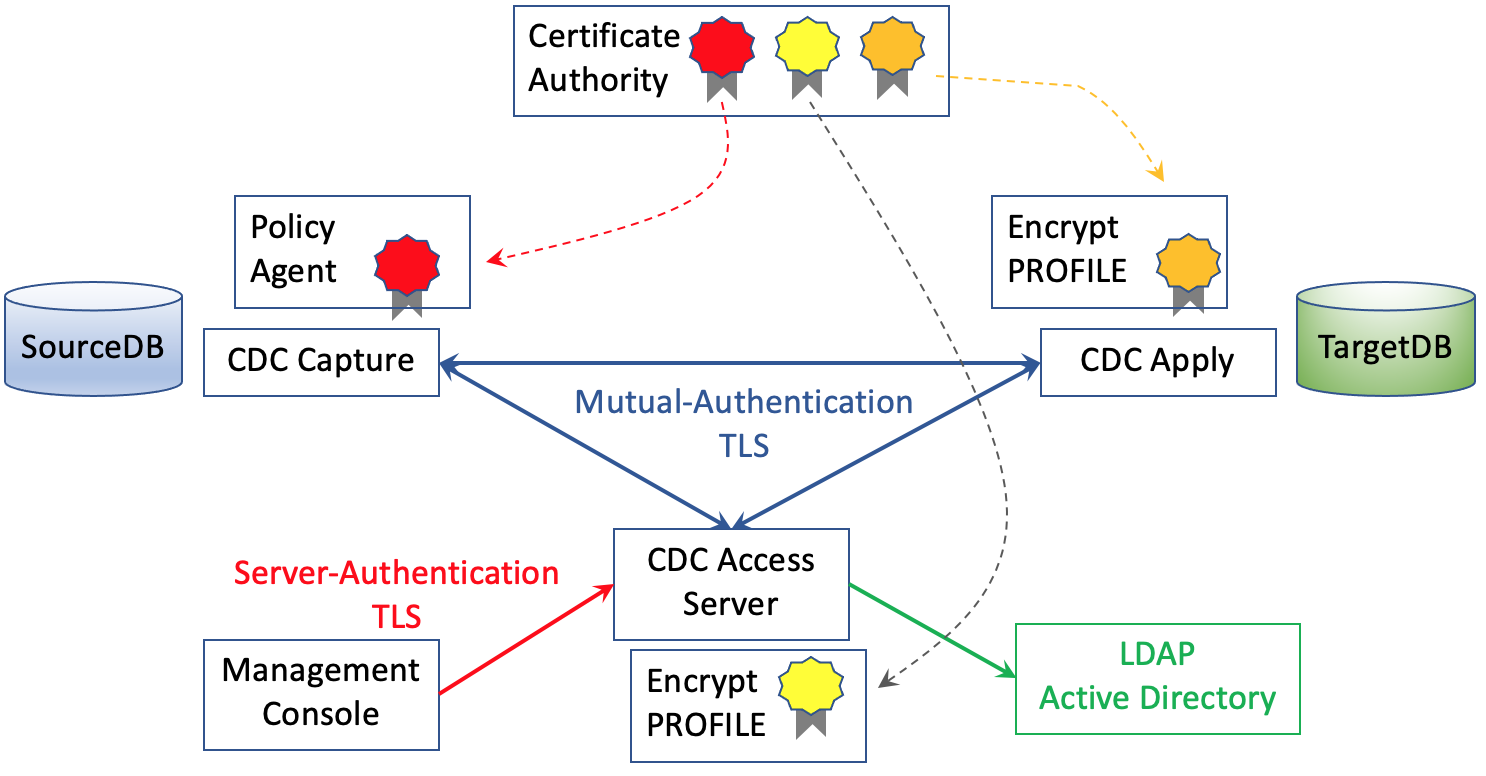 Certificate
Authority
Policy
Agent
Encrypt
PROFILE
SourceDB
CDC Capture
CDC Apply
TargetDB
Mutual-Authentication
TLS
Server-Authentication
TLS
CDC Access
Server
Management
Console
Encrypt
PROFILE
LDAP
Active Directory